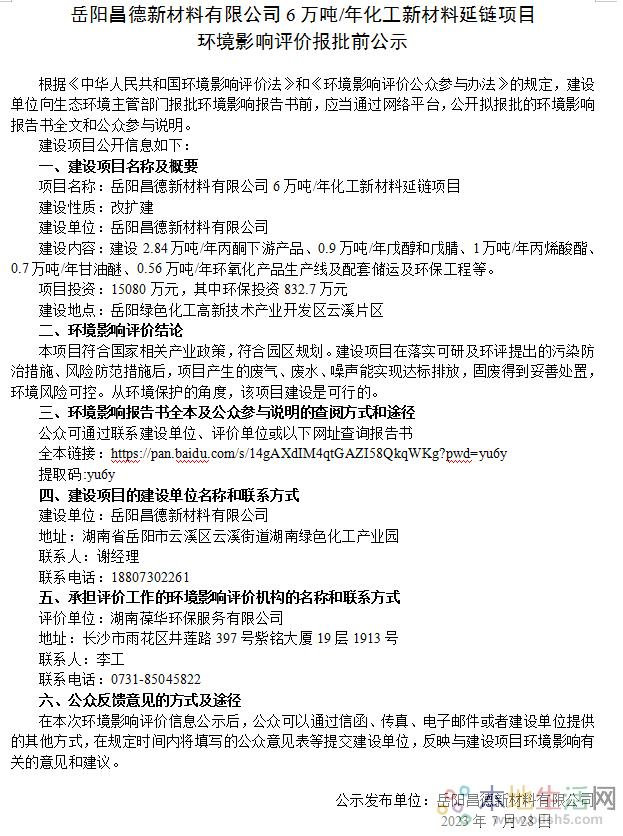 岳阳昌德新材料有限公司 6 万吨/年化工新材料延链项目
环境影响评价报批前公示
根据《中华人民共和国环境影响评价法》和《环境影响评价公众参与办法》的规定，建设
单位向生态环境主管部门报批环境影响报告书前，应当通过网络平台，公开拟报批的环境影响
报告书全文和公众参与说明。
建设项目公开信息如下：
一、建设项目名称及概要
项目名称：岳阳昌德新材料有限公司 6 万吨/年化工新材料延链项目
建设性质：改扩建
建设单位：岳阳昌德新材料有限公司
建设内容：建设 2.84 万吨/年丙酮下游产品、0.9 万吨/年戊醇和戊腈、1 万吨/年丙烯酸酯、
0.7 万吨/年甘油醚、0.56 万吨/年环氧化产品生产线及配套储运及环保工程等。
项目投资：15080 万元，其中环保投资 832.7 万元
建设地点：岳阳绿色化工高新技术产业开发区云溪片区
二、环境影响评价结论
本项目符合国家相关产业政策，符合园区规划。建设项目在落实可研及环评提出的污染防
治措施、风险防范措施后，项目产生的废气、废水、噪声能实现达标排放，固废得到妥善处置，
环境风险可控。从环境保护的角度，该项目建设是可行的。
三、环境影响报告书全本及公众参与说明的查阅方式和途径
公众可通过联系建设单位、评价单位或以下网址查询报告书
全本链接：https://pan.baidu.com/s/14gAXdIM4qtGAZI58QkqWKg?pwd=yu6y
提取码:yu6y
四、建设项目的建设单位名称和联系方式
建设单位：岳阳昌德新材料有限公司
地址：湖南省岳阳市云溪区云溪街道湖南绿色化工产业园
联系人：谢经理
联系电话：18807302261
五、承担评价工作的环境影响评价机构的名称和联系方式
评价单位：湖南葆华环保服务有限公司
地址：长沙市雨花区井莲路 397 号紫铭大厦 19 层 1913 号
联系人：李工
联系电话：0731-85045822
六、公众反馈意见的方式及途径
在本次环境影响评价信息公示后，公众可以通过信函、传真、电子邮件或者建设单位提供
的其他方式，在规定时间内将填写的公众意见表等提交建设单位，反映与建设项目环境影响有
关的意见和建议。
公示发布单位：岳阳昌德新材料有限公司
2023 年 7 月 28 日
本地生活网